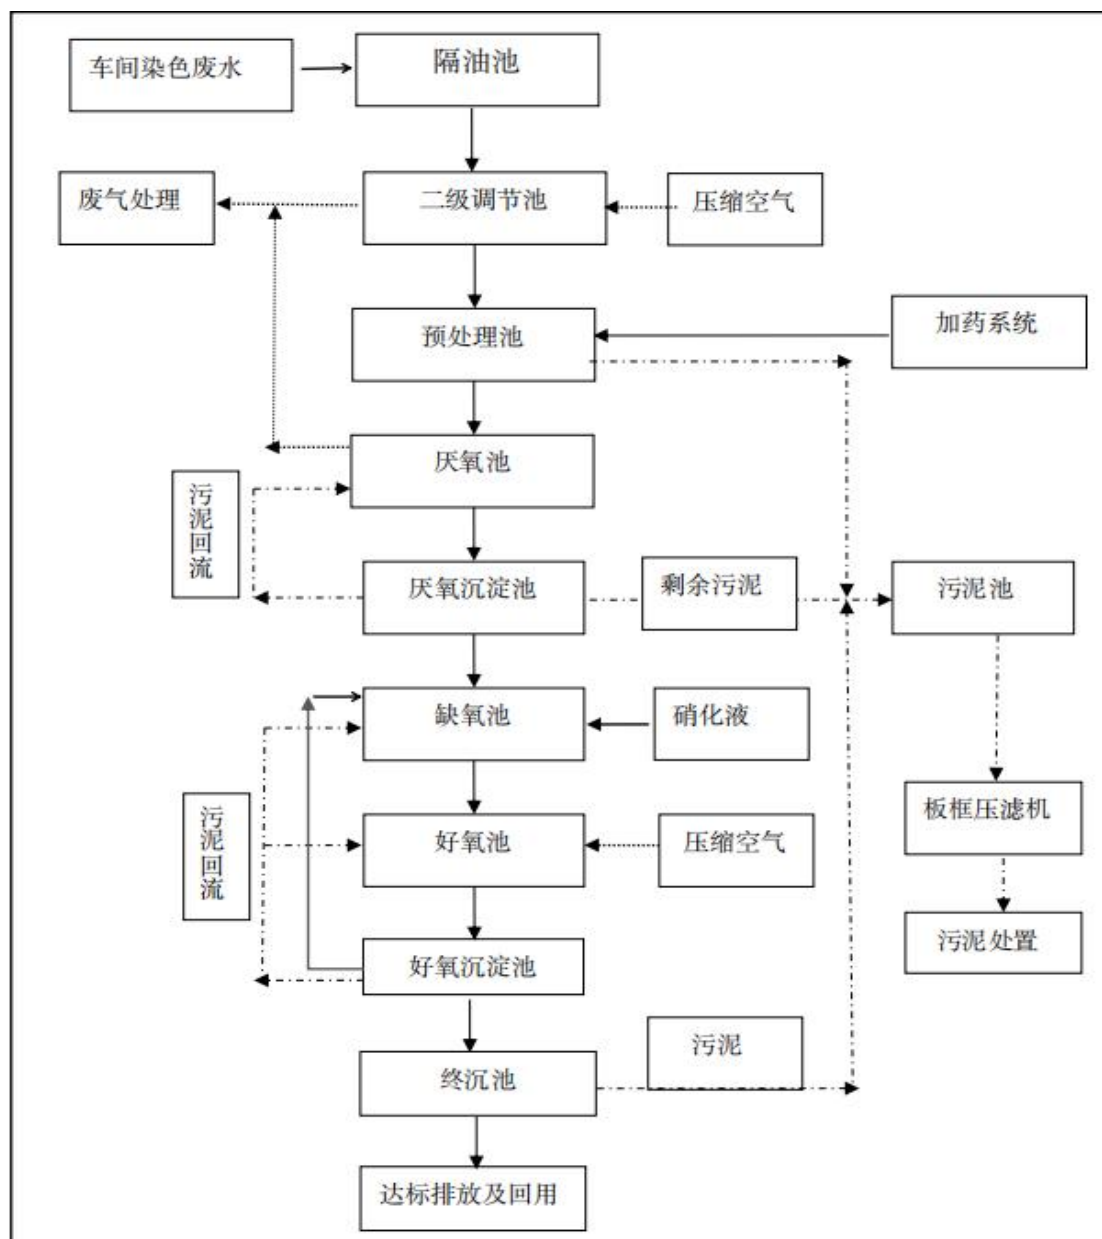 车间染色废水
隔油池
废气处理
二级调节池
压缩空气
预处理池
加药系统
厌氧池
污泥回流
厌氧沉淀池
剩余污泥
污泥池
缺氧池
硝化液
板框压滤机
污泥回流
好氧池
压缩空气
污泥处置
好氧沉淀池
污泥
终沉池
达标排放及回用